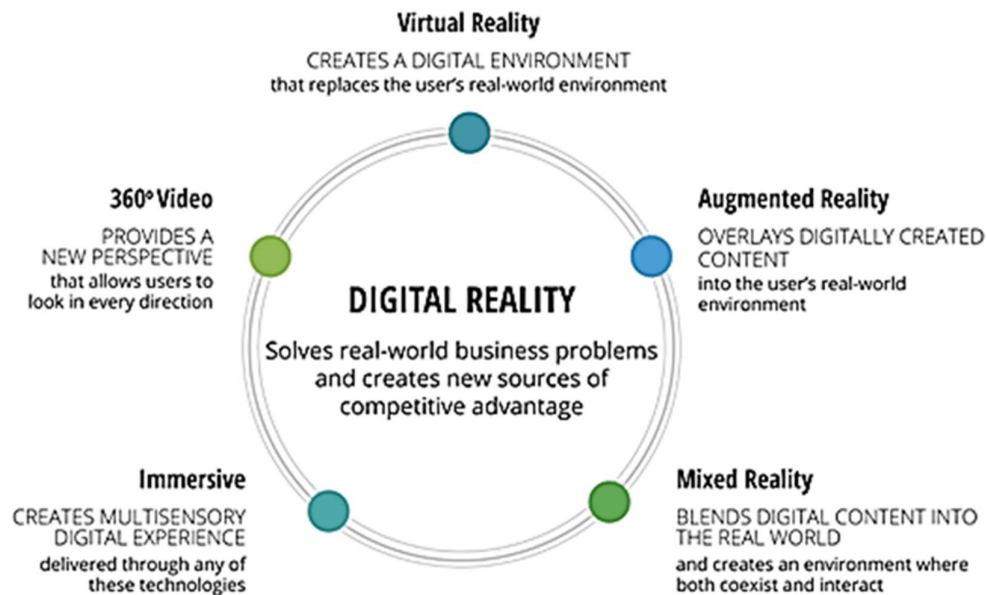 Virtual Reality
CREATES A DIGITAL ENVIRONMENT
that replaces the user's real-world environment
360° Video
PROVIDES A
NEW PERSPECTIVE
that allows users to
look in every direction
Augmented Reality
OVERLAYS DIGITALLY CREATED
CONTENT
into the user's real-world
environment
DIGITAL REALITY
Solves real-world business problems
and creates new sources of
competitive advantage
Immersive
CREATES MULTISENSORY
DIGITAL EXPERIENCE
delivered through any of
these technologies
Mixed Reality
BLENDS DIGITAL CONTENT INTO
THE REAL WORLD
and creates an environment where
both coexist and interact